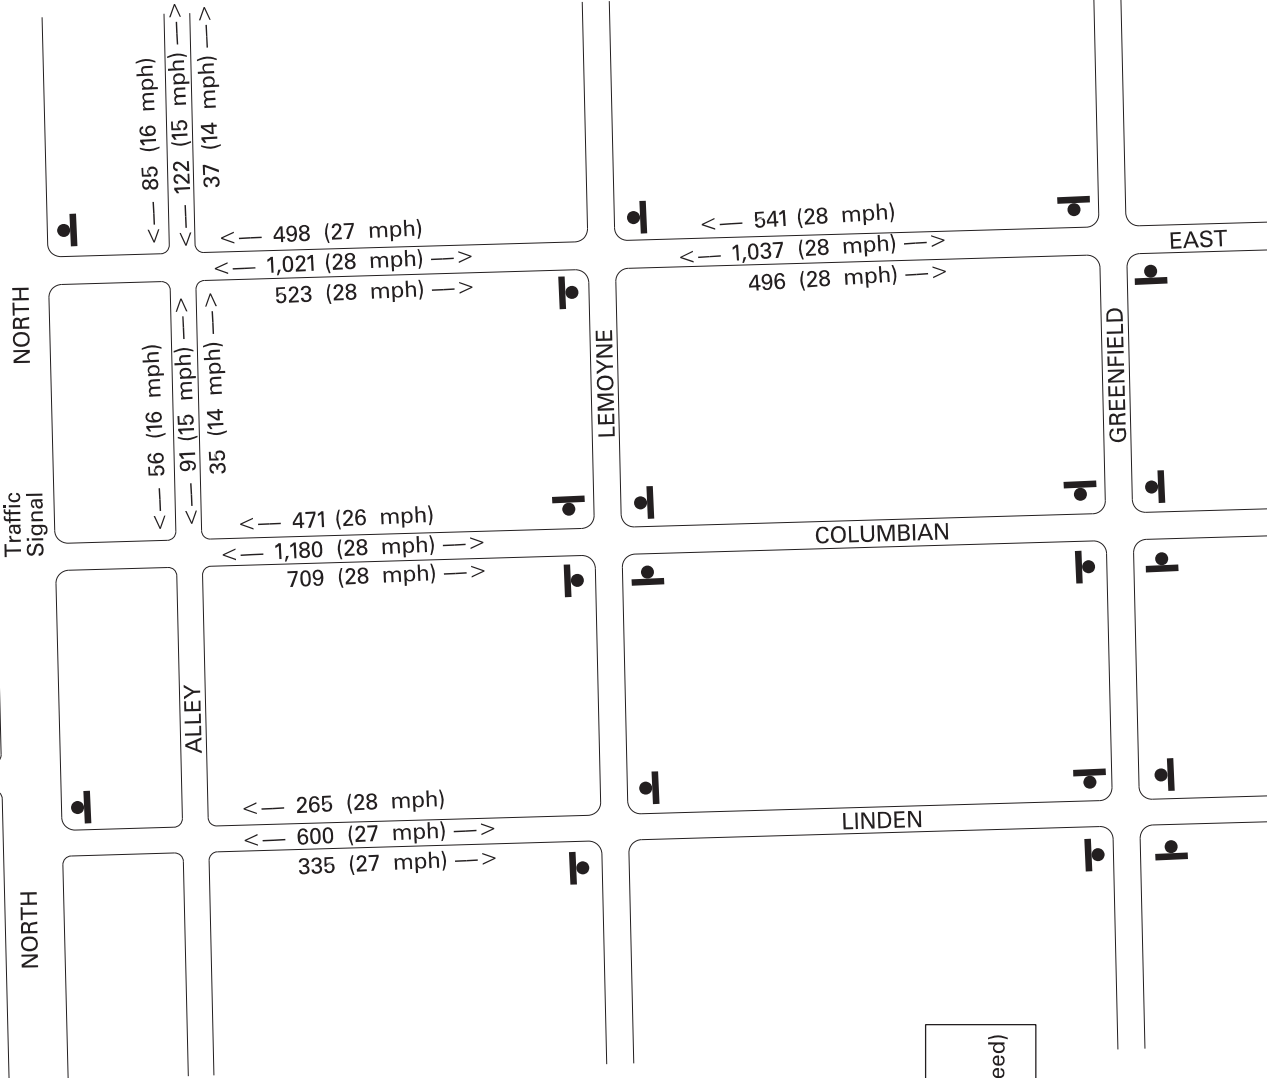 <— 85 (16 mph)
<— 122 (15 mph) —>
37 (14 mph) —>
<— 498 (27 mph)
<— 1,021 (28 mph) —>
523 (28 mph) —>
<— 541 (28 mph)
<— 1,037 (28 mph) —>
496 (28 mph) —>
EAST
NORTH
<— 56 (16 mph)
<— 91 (15 mph) —>
35 (14 mph) —>
LEMOYNE
GREENFIELD
Traffic
Signal
<— 471 (26 mph)
<— 1,180 (28 mph) —>
709 (28 mph) —>
COLUMBIAN
ALLEY
<— 265 (28 mph)
<— 600 (27 mph) —>
335 (27 mph) —>
LINDEN
NORTH
eed)